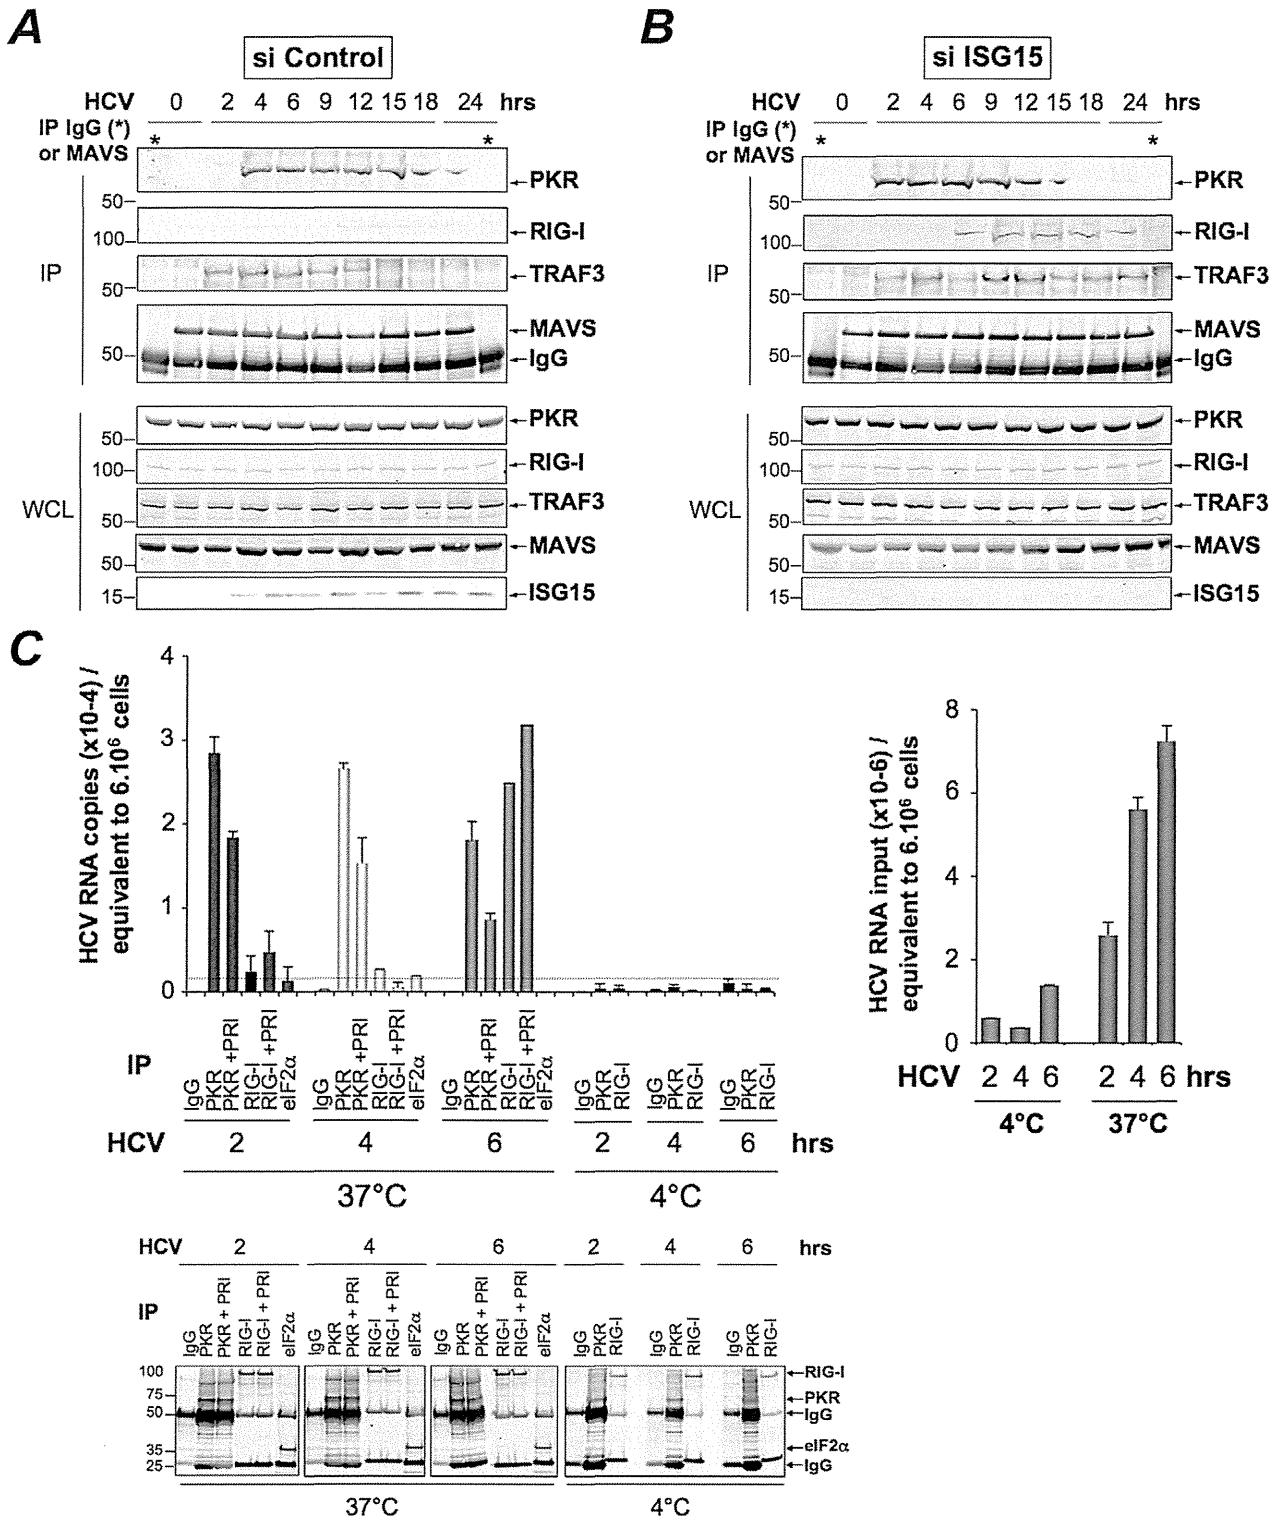 A
si Control
HCV 0 2 4 6 9 12 15 18 24 hrs
IP IgG (*)
or MAVS
* *
IP
PKR
50
RIG-I
100
TRAF3
50
MAVS
50
IgG
WCL
PKR
50
RIG-I
100
TRAF3
50
MAVS
50
ISG15
15
B
si ISG15
HCV 0 2 4 6 9 12 15 18 24 hrs
IP IgG (*)
or MAVS
* *
IP
PKR
50
RIG-I
100
TRAF3
50
MAVS
50
IgG
WCL
PKR
50
RIG-I
100
TRAF3
50
MAVS
50
ISG15
15
C
HCV RNA copies (x10-4) /
equivalent to 6.10⁶ cells
4
3
2
1
0
IP
IgG PKR PKR +PRI RIG-I RIG-I +PRI eIF2α IgG PKR PKR +PRI RIG-I RIG-I +PRI eIF2α IgG PKR PKR +PRI RIG-I RIG-I +PRI eIF2α IgG PKR RIG-I IgG PKR RIG-I IgG PKR RIG-I
HCV 2 4 6 2 4 6 hrs
37°C 4°C
HCV RNA input (x10-6) /
equivalent to 6.10⁶ cells
8
6
4
2
0
HCV 2 4 6 2 4 6 hrs
4°C 37°C
HCV 2 4 6 2 4 6 hrs
IP
IgG PKR PKR + PRI RIG-I RIG-I + PRI eIF2α IgG PKR PKR + PRI RIG-I RIG-I + PRI eIF2α IgG PKR PKR + PRI RIG-I RIG-I + PRI eIF2α IgG PKR RIG-I IgG PKR RIG-I IgG PKR RIG-I
100 RIG-I
75 PKR
50 IgG
35 eIF2α
25 IgG
37°C 4°C